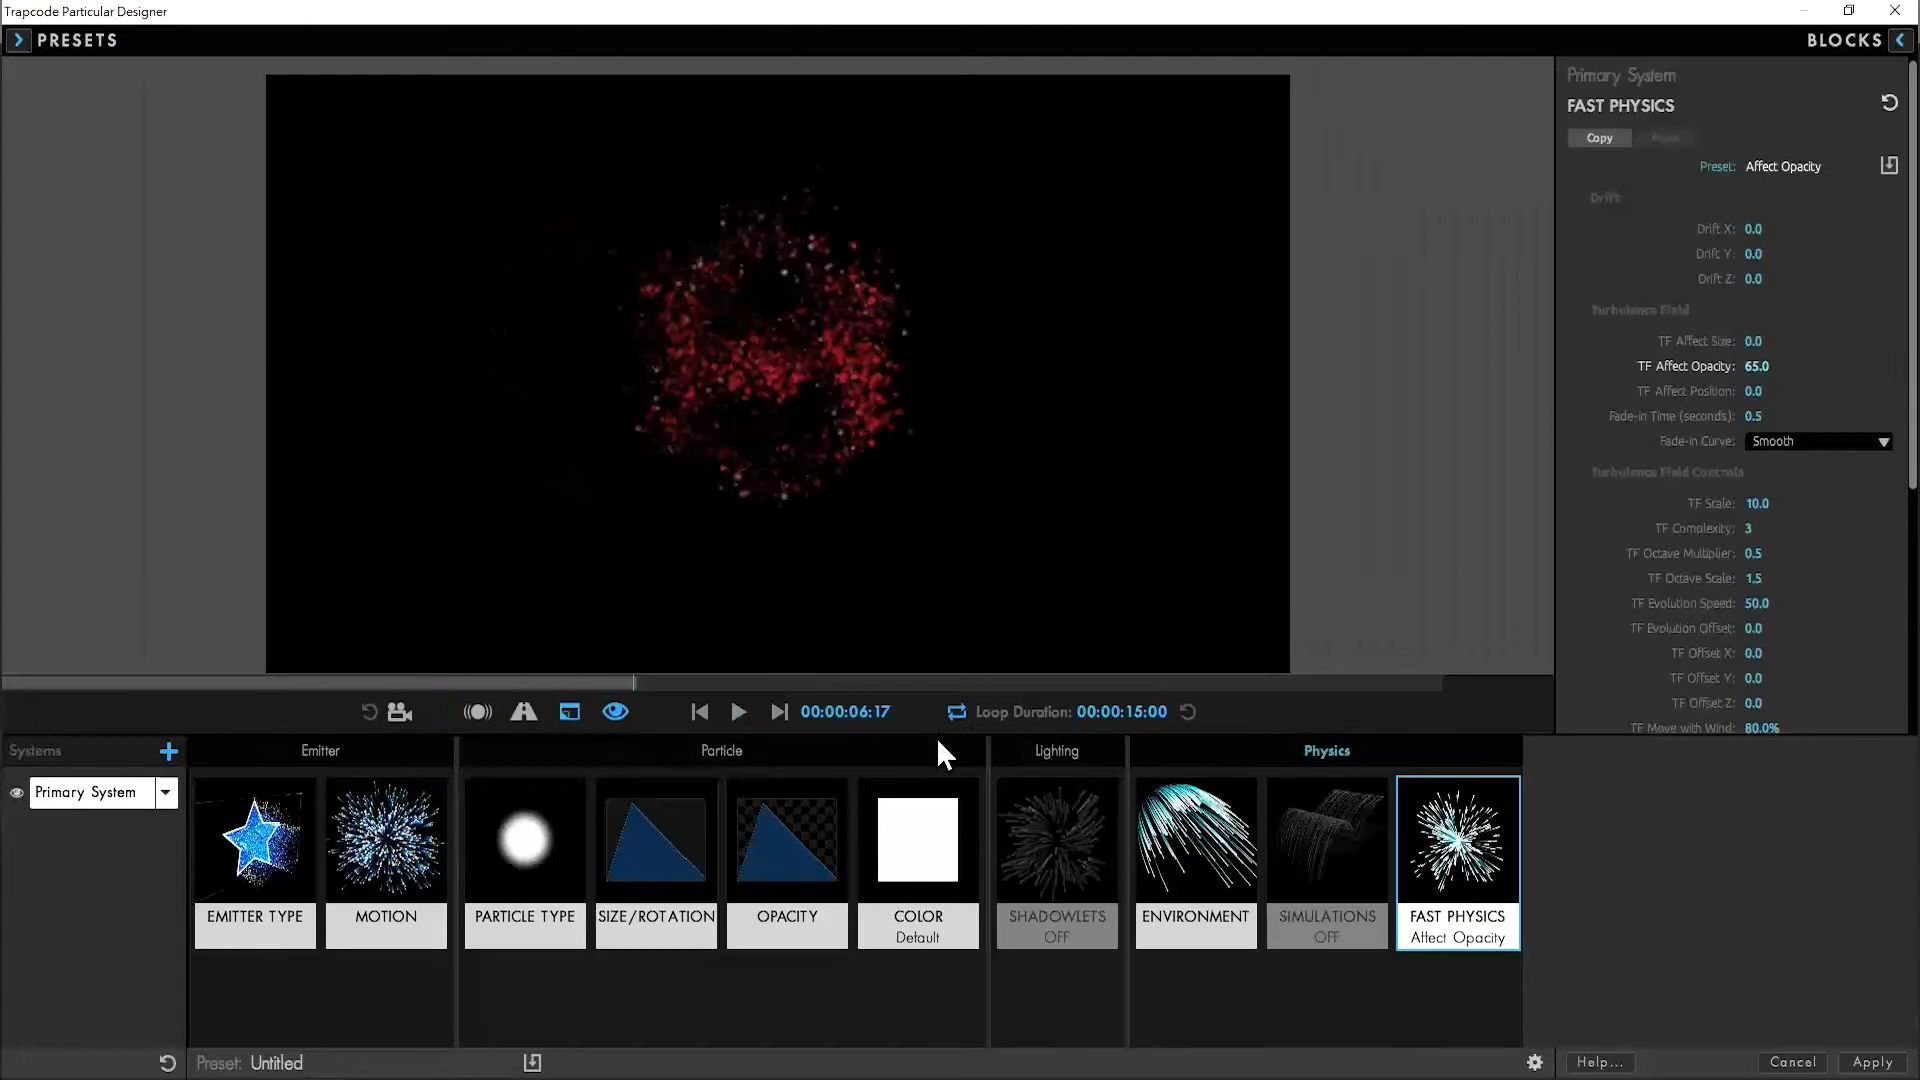 Trapcode Particular Designer
PRESETS
BLOCKS
Primary System
FAST PHYSICS
Copy
Preset: Affect Opacity
Drift
Drift X: 0.0
Drift Y: 0.0
Drift Z: 0.0
Turbulence Field
TF Affect Size: 0.0
TF Affect Opacity: 65.0
TF Affect Position: 0.0
Fade-in Time (seconds): 0.5
Fade-in Curve: Smooth
Turbulence Field Controls
TF Scale: 10.0
TF Complexity: 3
TF Octave Multiplier: 0.5
TF Octave Scale: 1.5
TF Evolution Speed: 50.0
TF Evolution Offset: 0.0
TF Offset X: 0.0
TF Offset Y: 0.0
TF Offset Z: 0.0
TF Move with Wind: 80.0%
00:00:06:17
Loop Duration: 00:00:15:00
Systems
Emitter
Particle
Lighting
Physics
Primary System
EMITTER TYPE
MOTION
PARTICLE TYPE
SIZE/ROTATION
OPACITY
COLOR
Default
SHADOWLETS
OFF
ENVIRONMENT
SIMULATIONS
OFF
FAST PHYSICS
Affect Opacity
Preset: Untitled
Help...
Cancel
Apply